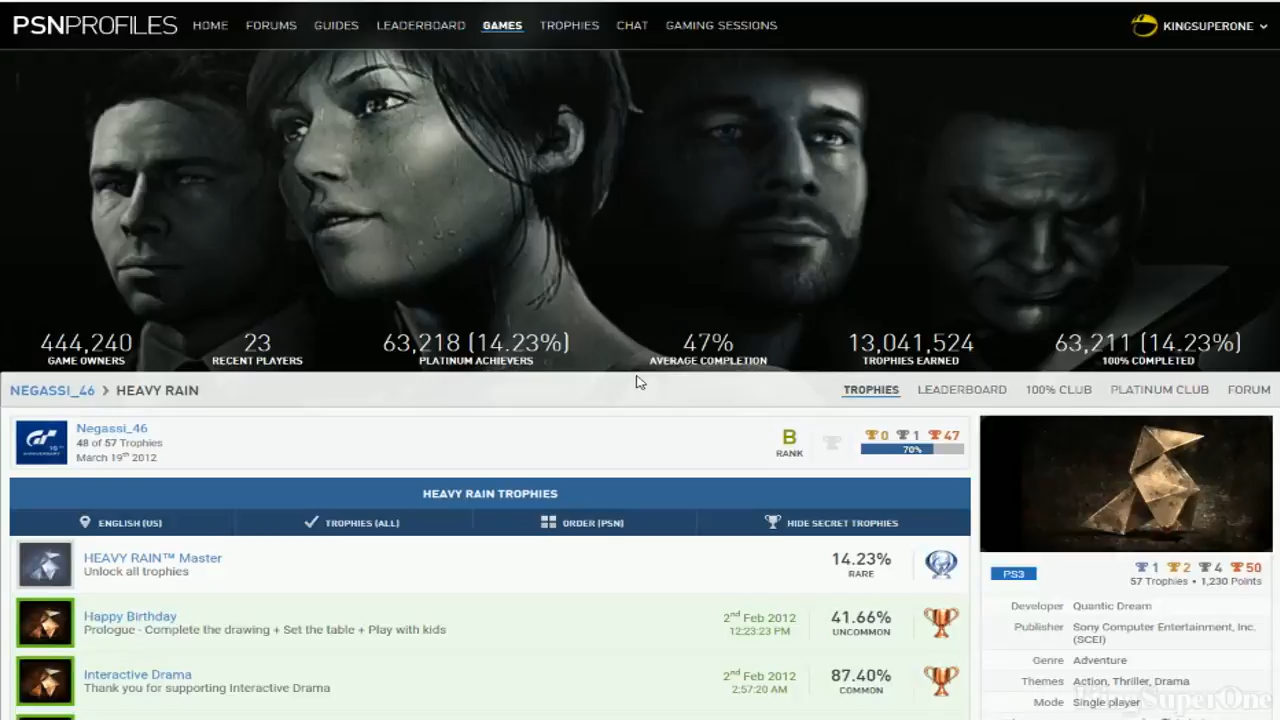 PSNPROFILES HOME FORUMS GUIDES LEADERBOARD GAMES TROPHIES CHAT GAMING SESSIONS KINGSUPERONE
444,240 23 63,218 (14.23%) 47% 13,041,524 63,211 (14.23%)
GAME OWNERS RECENT PLAYERS PLATINUM ACHIEVERS AVERAGE COMPLETION TROPHIES EARNED 100% COMPLETED
NEGASSI_46 > HEAVY RAIN TROPHIES LEADERBOARD 100% CLUB PLATINUM CLUB FORUM
Negassi_46
48 of 57 Trophies
March 19th 2012
B
RANK
0 1 47
70%
HEAVY RAIN TROPHIES
ENGLISH (US) TROPHIES (ALL) ORDER (PSN) HIDE SECRET TROPHIES
HEAVY RAIN™ Master
Unlock all trophies
14.23%
RARE
Happy Birthday
Prologue - Complete the drawing + Set the table + Play with kids
2nd Feb 2012
12:23:23 PM
41.66%
UNCOMMON
Interactive Drama
Thank you for supporting Interactive Drama
2nd Feb 2012
2:57:20 AM
87.40%
COMMON
PS3
1 2 4 50
57 Trophies • 1,230 Points
Developer Quantic Dream
Publisher Sony Computer Entertainment, Inc.
(SCEI)
Genre Adventure
Themes Action, Thriller, Drama
Mode Single player
KingSuperOne